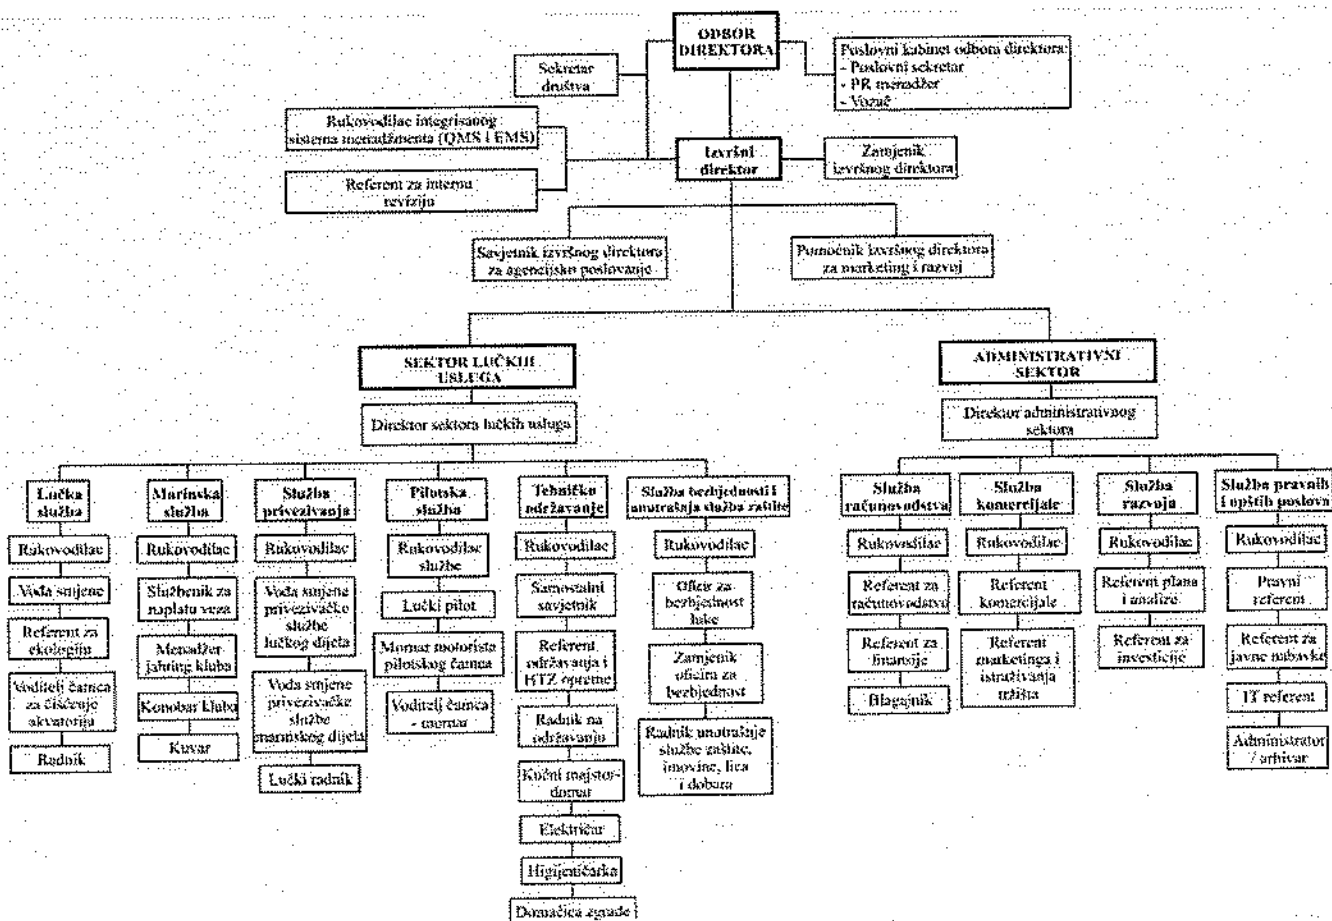 ODBOR
DIREKTORA
Poslovni kabinet odbora direktora:
- Poslovni sekretar
- PR menadžer
- Vozač
Sekretar
društva
Rukovodilac integrisanog
sistema menadžmenta (QMS i EMS)
Izvršni
direktor
Zamjenik
izvršnog direktora
Referent za internu
reviziju
Savjetnik izvršnog direktora
za agencijsko poslovanje
Pomoćnik izvršnog direktora
za marketing i razvoj
SEKTOR LUČKIH
USLUGA
Direktor sektora lučkih usluga
ADMINISTRATIVNI
SEKTOR
Direktor administrativnog
sektora
Lučka
služba
Rukovodilac
Vođa smjene
Referent za
ekologiju
Voditelj čamca
za čišćenje
akvatorija
Radnik
Marinska
služba
Rukovodilac
Službenik za
naplatu veza
Menadžer
jahting kluba
Konobar kluba
Kuvar
Služba
privezivanja
Rukovodilac
Vođa smjene
privezivačke
službe
lučkog dijela
Vođa smjene
privezivačke
službe
marinskog dijela
Lučki radnik
Pilotska
služba
Rukovodilac
službe
Lučki pilot
Mornar motorista
pilotskog čamca
Voditelj čamca
- mornar
Tehničko
održavanje
Rukovodilac
Samostalni
savjetnik
Referent
održavanja i
HTZ opreme
Radnik na
održavanju
Kućni majstor-
domar
Električar
Higijeničarka
Domaćica zgrade
Služba bezbjednosti i
unutrašnja služba zaštite
Rukovodilac
Oficir za
bezbjednost
luke
Zamjenik
oficira za
bezbjednost
Radnik unutrašnje
službe zaštite,
imovine, lica
i dobara
Služba
računovodstva
Rukovodilac
Referent za
računovodstvo
Referent za
finansije
Blagajnik
Služba
komercijale
Rukovodilac
Referent
komercijale
Referent
marketinga i
istraživanja
tržišta
Služba
razvoja
Rukovodilac
Referent plana
i analize
Referent za
investicije
Služba pravnih
i opštih poslova
Rukovodilac
Pravni
referent
Referent za
javne nabavke
IT referent
Administrator
/ arhivar